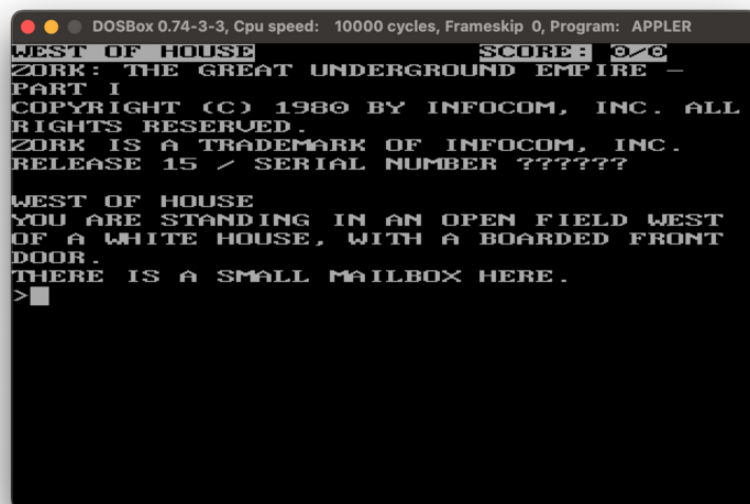 DOSBox 0.74-3-3, Cpu speed: 10000 cycles, Frameskip 0, Program: APPLER
WEST OF HOUSE SCORE: 0/0
ZORK: THE GREAT UNDERGROUND EMPIRE -
PART I
COPYRIGHT (C) 1980 BY INFOCOM, INC. ALL
RIGHTS RESERVED.
ZORK IS A TRADEMARK OF INFOCOM, INC.
RELEASE 15 / SERIAL NUMBER ??????
WEST OF HOUSE
YOU ARE STANDING IN AN OPEN FIELD WEST
OF A WHITE HOUSE, WITH A BOARDED FRONT
DOOR.
THERE IS A SMALL MAILBOX HERE.
>